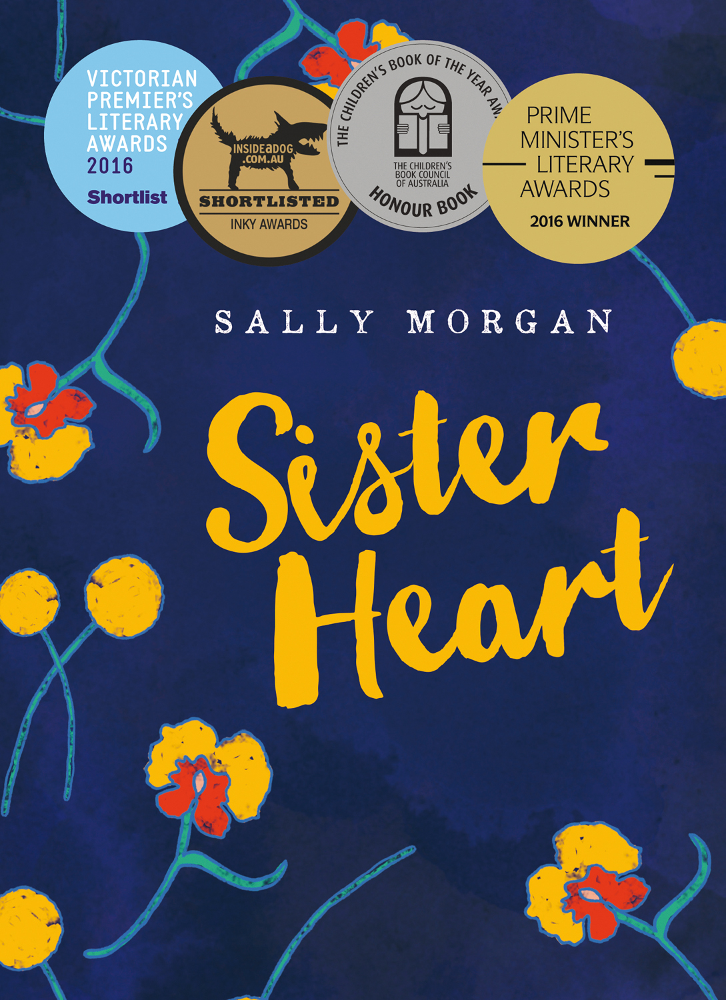 VICTORIAN
PREMIER'S
LITERARY
AWARDS
2016
Shortlist
INSIDEaDOG
.COM.AU
SHORTLISTED
INKY AWARDS
THE CHILDREN'S BOOK OF THE YEAR AW
THE CHILDREN'S
BOOK COUNCIL
OF AUSTRALIA
HONOUR BOOK
PRIME
MINISTER'S
LITERARY
AWARDS
2016 WINNER
SALLY MORGAN
Sister
Heart